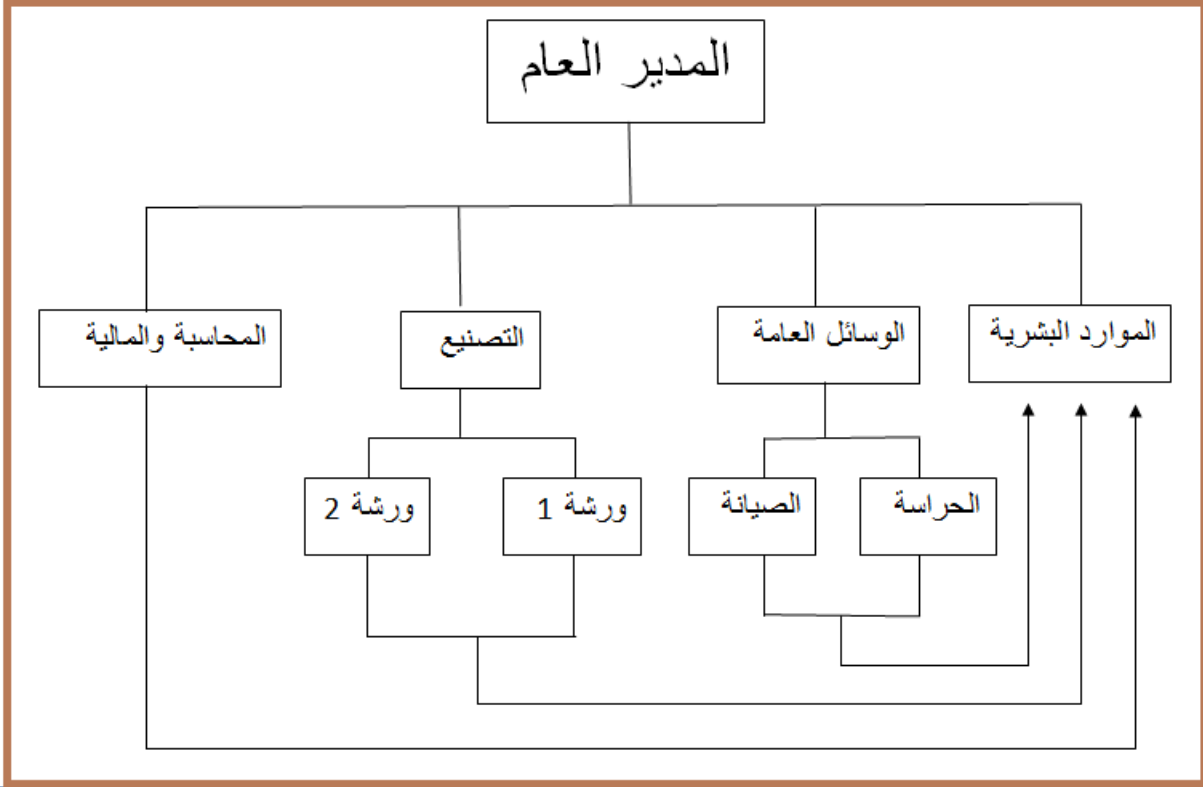 المدير العام
الموارد البشرية
الوسائل العامة
التصنيع
المحاسبة والمالية
الحراسة
الصيانة
ورشة 1
ورشة 2